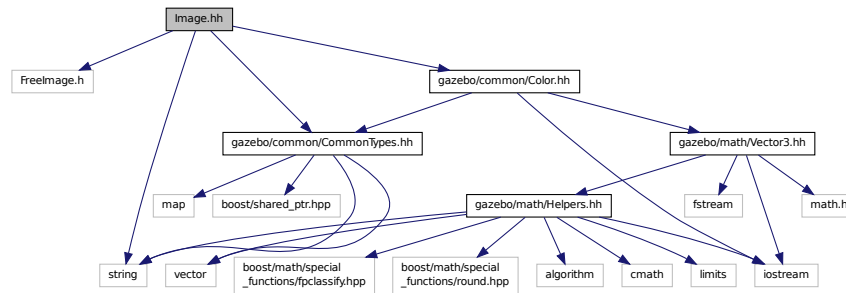 Image.hh
FreeImage.h
gazebo/common/Color.hh
gazebo/common/CommonTypes.hh
gazebo/math/Vector3.hh
map
boost/shared_ptr.hpp
gazebo/math/Helpers.hh
fstream
math.h
string
vector
boost/math/special
_functions/fpclassify.hpp
boost/math/special
_functions/round.hpp
algorithm
cmath
limits
iostream